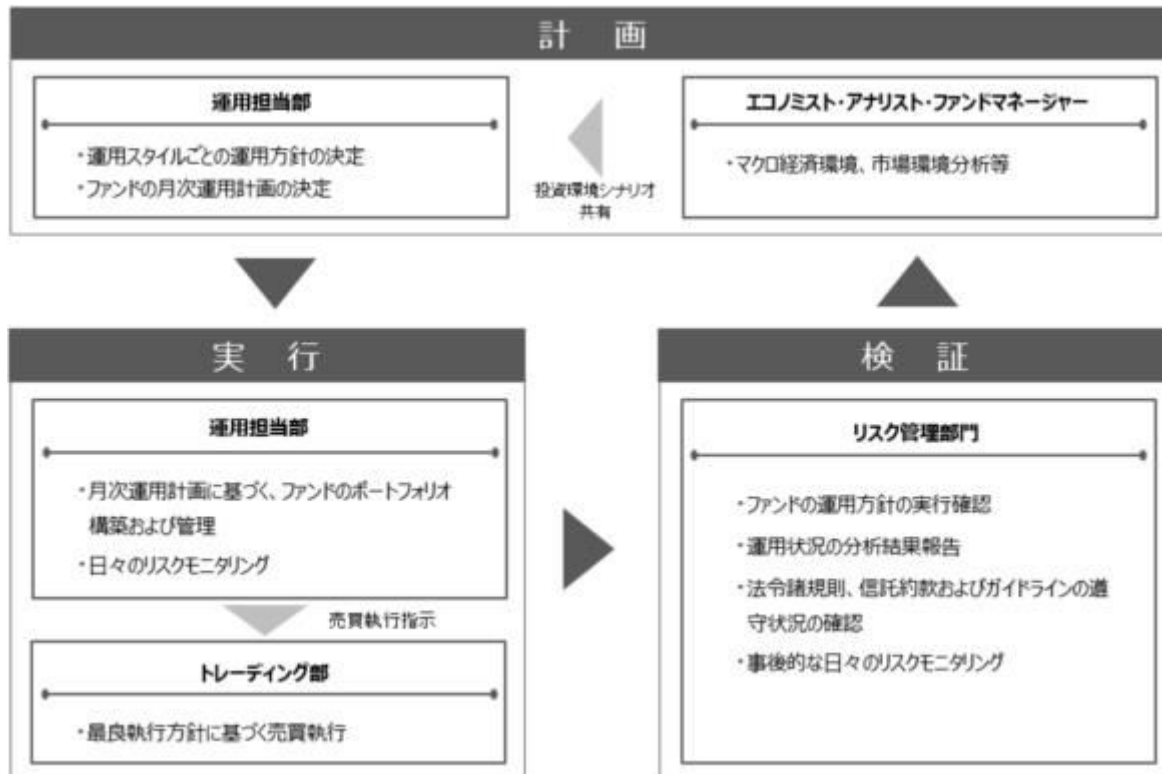 計　画
運用担当部
・運用スタイルごとの運用方針の決定
・ファンドの月次運用計画の決定
投資環境シナリオ
共有
エコノミスト・アナリスト・ファンドマネージャー
・マクロ経済環境、市場環境分析等
実　行
運用担当部
・月次運用計画に基づく、ファンドのポートフォリオ
構築および管理
・日々のリスクモニタリング
売買執行指示
トレーディング部
・最良執行方針に基づく売買執行
検　証
リスク管理部門
・ファンドの運用方針の実行確認
・運用状況の分析結果報告
・法令諸規則、信託約款およびガイドラインの遵
守状況の確認
・事後的な日々のリスクモニタリング